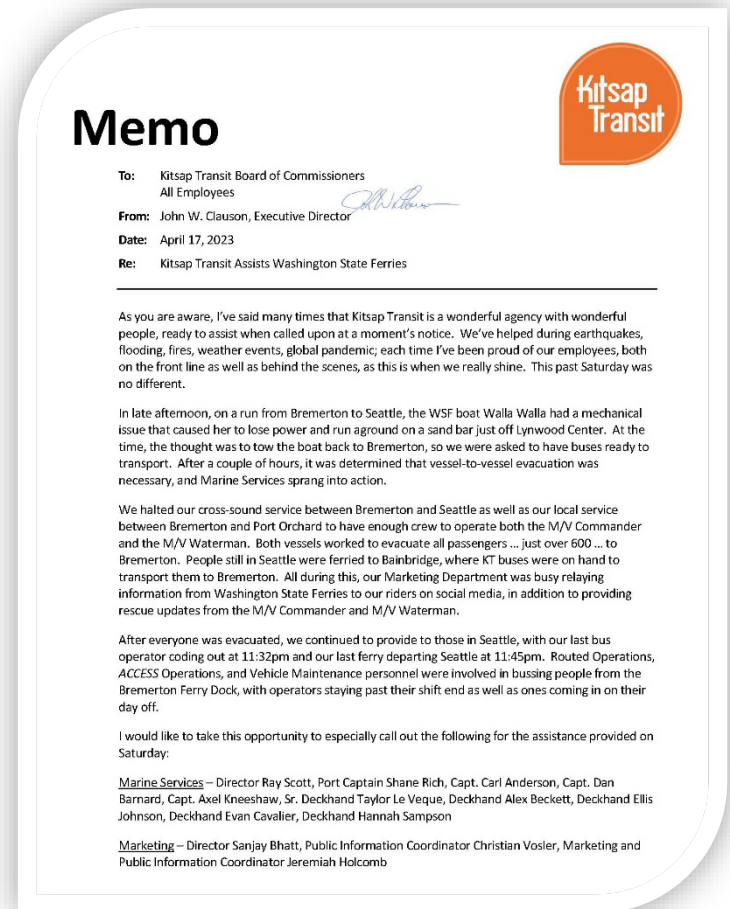 Kitsap
Transit
Memo
To: Kitsap Transit Board of Commissioners
All Employees
From: John W. Clauson, Executive Director
Date: April 17, 2023
Re: Kitsap Transit Assists Washington State Ferries
As you are aware, I've said many times that Kitsap Transit is a wonderful agency with wonderful
people, ready to assist when called upon at a moment's notice. We've helped during earthquakes,
flooding, fires, weather events, global pandemic; each time I've been proud of our employees, both
on the front line as well as behind the scenes, as this is when we really shine. This past Saturday was
no different.
In late afternoon, on a run from Bremerton to Seattle, the WSF boat Walla Walla had a mechanical
issue that caused her to lose power and run aground on a sand bar just off Lynwood Center. At the
time, the thought was to tow the boat back to Bremerton, so we were asked to have buses ready to
transport. After a couple of hours, it was determined that vessel-to-vessel evacuation was
necessary, and Marine Services sprang into action.
We halted our cross-sound service between Bremerton and Seattle as well as our local service
between Bremerton and Port Orchard to have enough crew to operate both the M/V Commander
and the M/V Waterman. Both vessels worked to evacuate all passengers ... just over 600 ... to
Bremerton. People still in Seattle were ferried to Bainbridge, where KT buses were on hand to
transport them to Bremerton. All during this, our Marketing Department was busy relaying
information from Washington State Ferries to our riders on social media, in addition to providing
rescue updates from the M/V Commander and M/V Waterman.
After everyone was evacuated, we continued to provide to those in Seattle, with our last bus
operator coding out at 11:32pm and our last ferry departing Seattle at 11:45pm. Routed Operations,
ACCESS Operations, and Vehicle Maintenance personnel were involved in bussing people from the
Bremerton Ferry Dock, with operators staying past their shift end as well as ones coming in on their
day off.
I would like to take this opportunity to especially call out the following for the assistance provided on
Saturday:
Marine Services – Director Ray Scott, Port Captain Shane Rich, Capt. Carl Anderson, Capt. Dan
Barnard, Capt. Axel Kneeshaw, Sr. Deckhand Taylor Le Veque, Deckhand Alex Beckett, Deckhand Ellis
Johnson, Deckhand Evan Cavalier, Deckhand Hannah Sampson
Marketing – Director Sanjay Bhatt, Public Information Coordinator Christian Vosler, Marketing and
Public Information Coordinator Jeremiah Holcomb